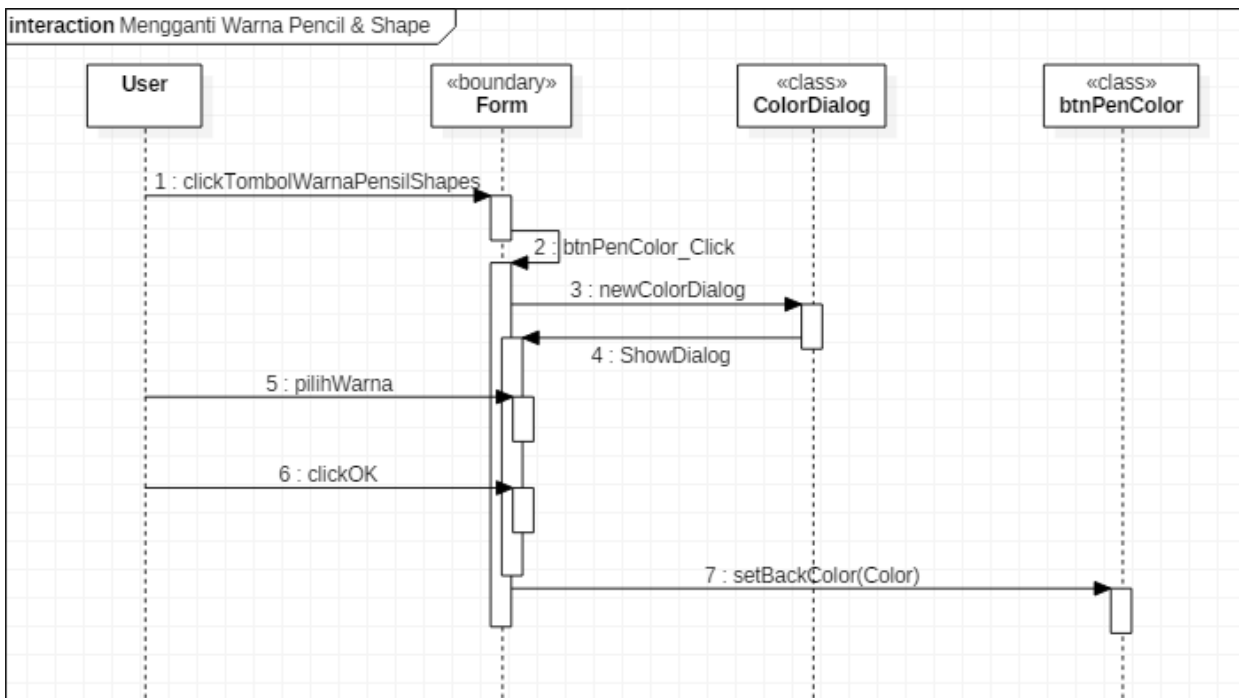 interaction Mengganti Warna Pencil & Shape
User
«boundary»
Form
«class»
ColorDialog
«class»
btnPenColor
1 : clickTombolWarnaPensilShapes
2 : btnPenColor_Click
3 : newColorDialog
4 : ShowDialog
5 : pilihWarna
6 : clickOK
7 : setBackColor(Color)